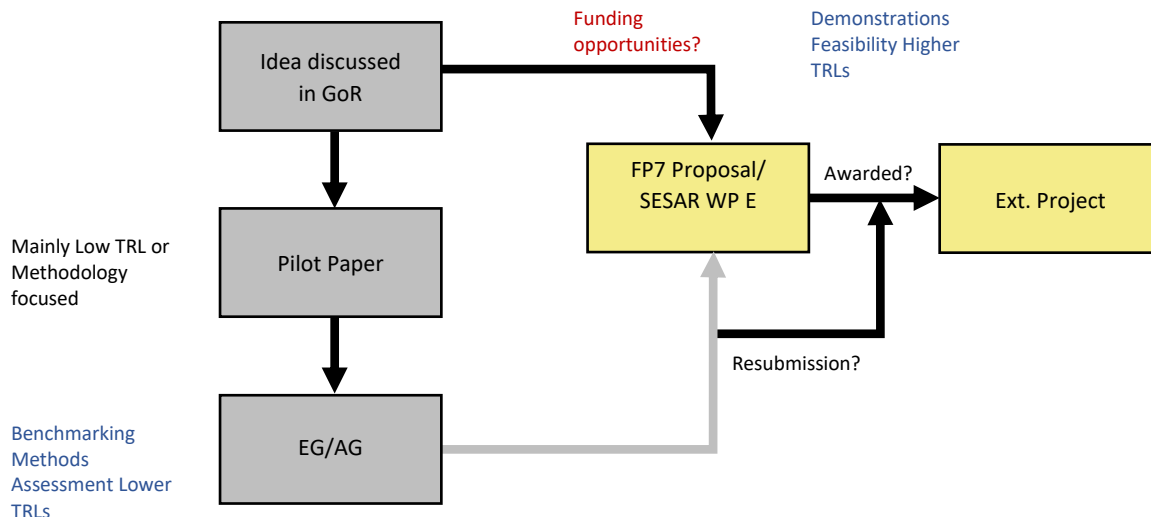 Funding
opportunities?
Demonstrations
Feasibility Higher
TRLs
Idea discussed
in GoR
FP7 Proposal/
SESAR WP E
Awarded?
Ext. Project
Mainly Low TRL or
Methodology
focused
Pilot Paper
Resubmission?
EG/AG
Benchmarking
Methods
Assessment Lower
TRLs